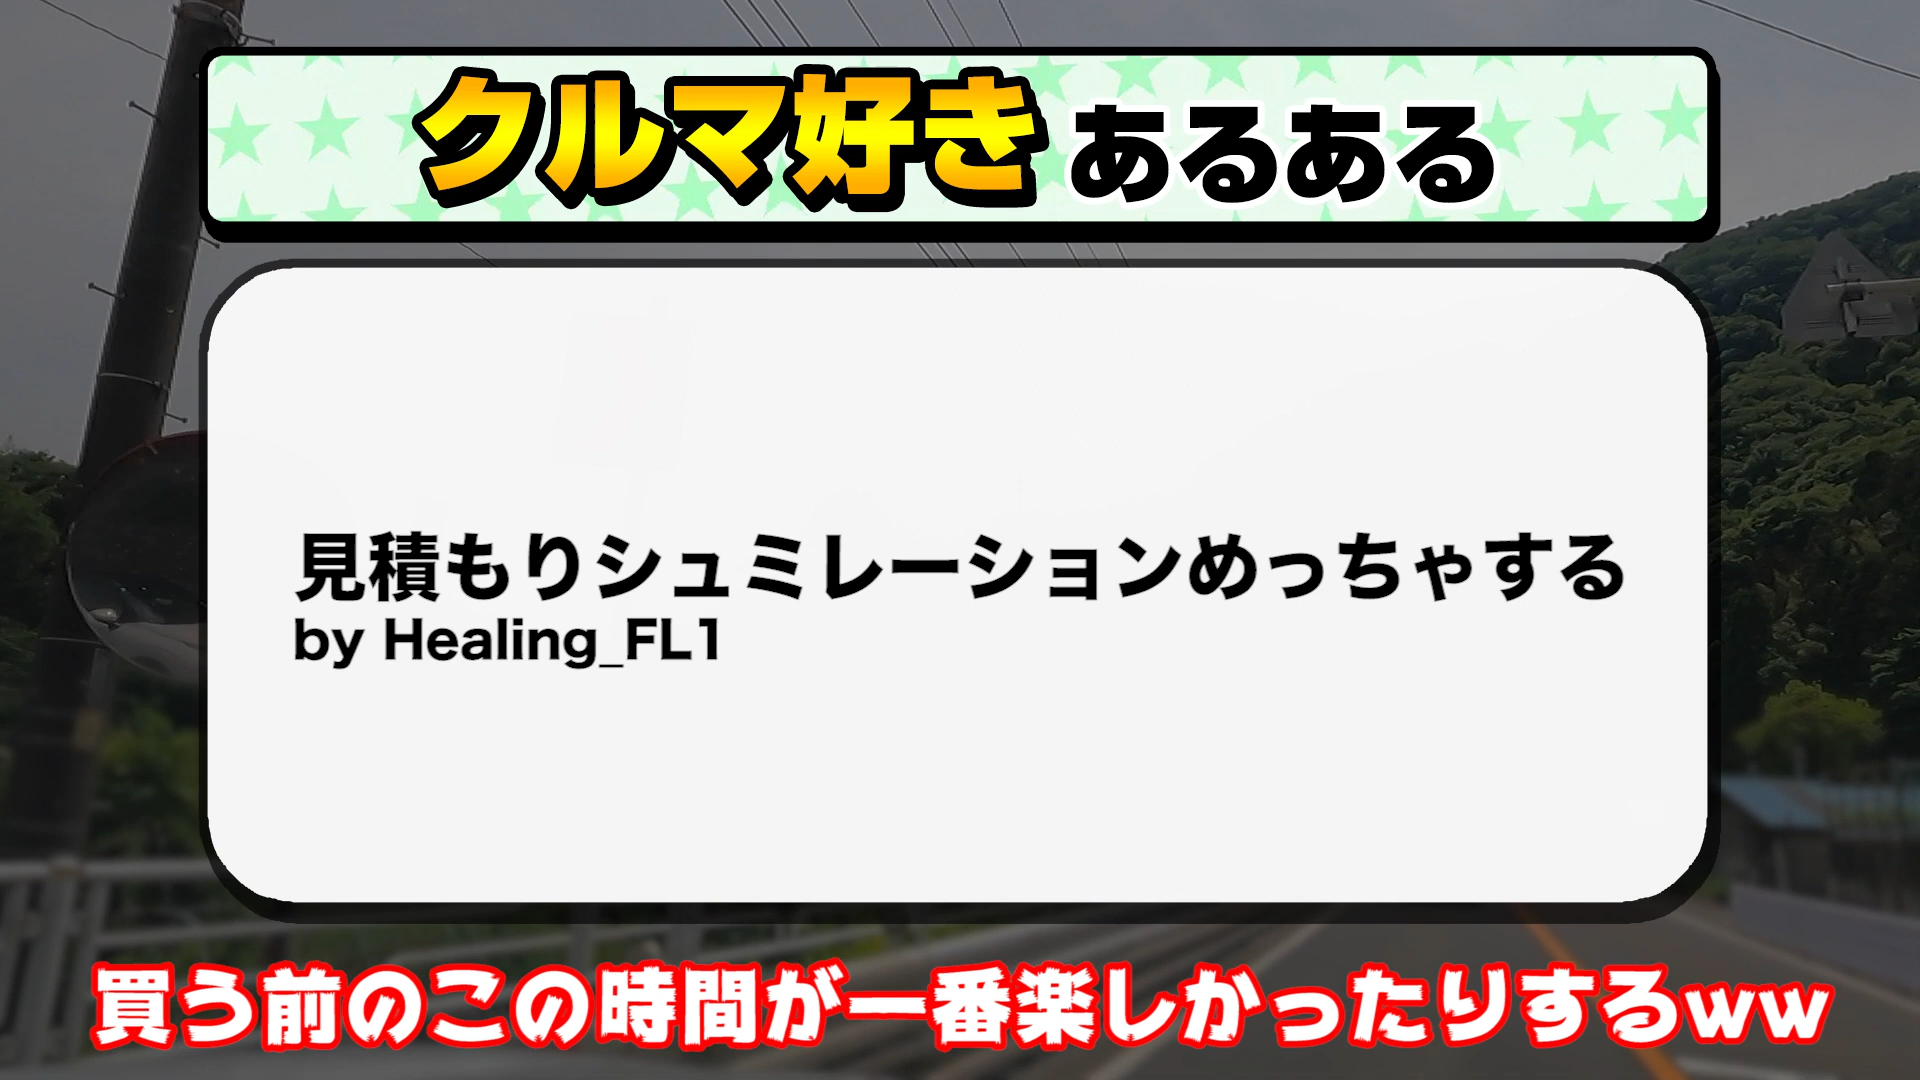 クルマ好きあるある
見積もりシュミレーションめっちゃする
by Healing_FL1
買う前のこの時間が一番楽しかったりするww